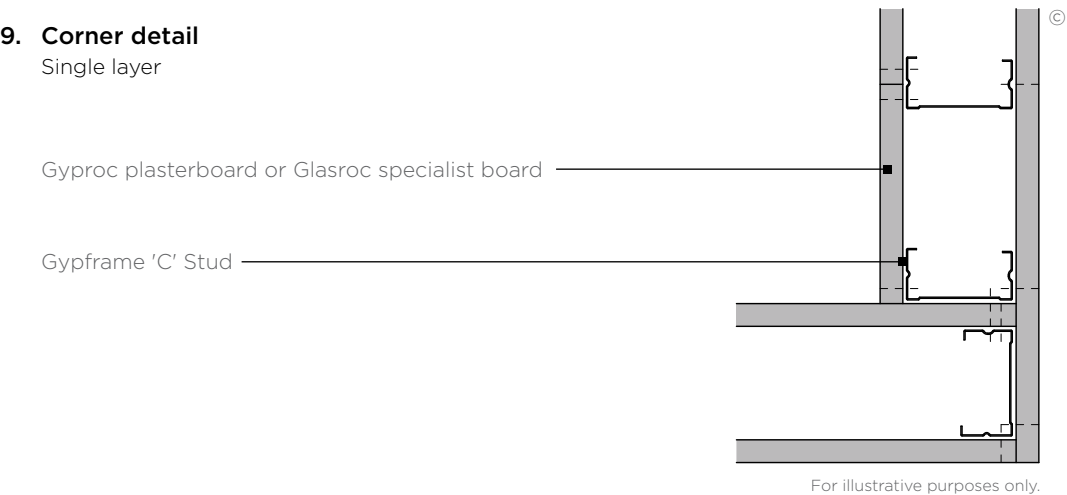 9. Corner detail
Single layer
©
Gyproc plasterboard or Glasroc specialist board
Gypframe 'C' Stud
For illustrative purposes only.